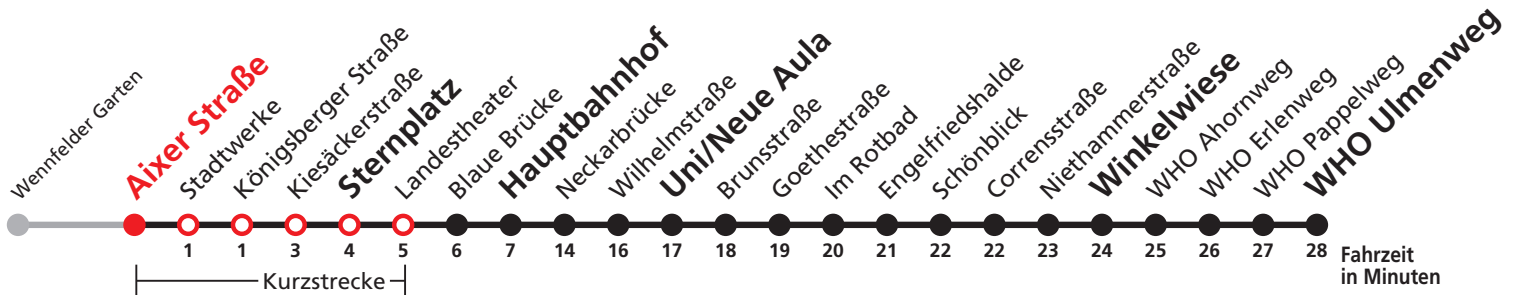 Wennfelder Garten
Aixer Straße
Stadtwerke
Königsberger Straße
Kiesäckerstraße
Sternplatz
Landestheater
Blaue Brücke
Hauptbahnhof
Neckarbrücke
Wilhelmstraße
Uni/Neue Aula
Brunsstraße
Goethestraße
Im Rotbad
Engelfriedshalde
Schönblick
Corrensstraße
Niethammerstraße
Winkelwiese
WHO Ahornweg
WHO Erlenweg
WHO Pappelweg
WHO Ulmenweg
1 1 3 4 5 6 7 14 16 17 18 19 20 21 22 22 23 24 25 26 27 28
Fahrzeit
in Minuten
Kurzstrecke